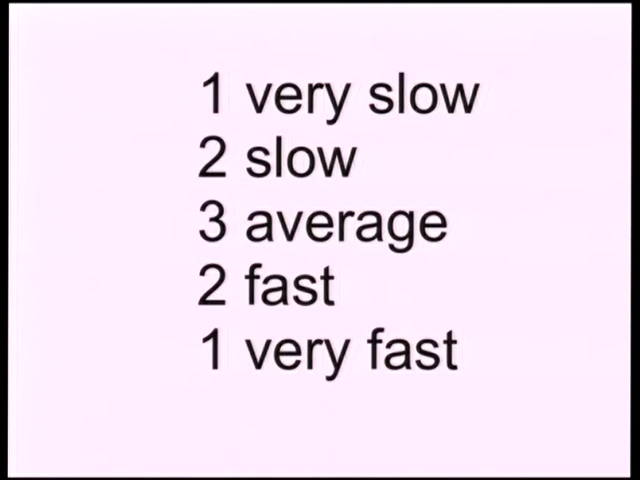 1 very slow
2 slow
3 average
2 fast
1 very fast